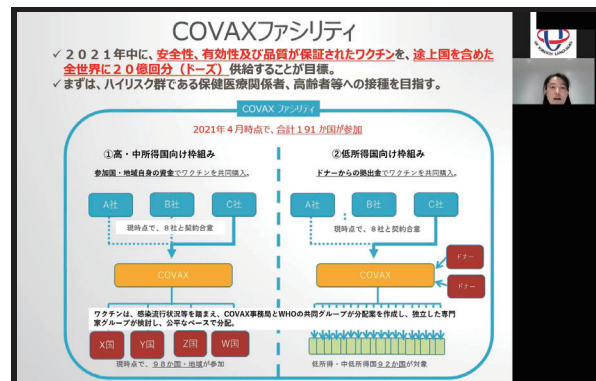 COVAXファシリティ
✓２０２１年中に、安全性、有効性及び品質が保証されたワクチンを、途上国を含めた
全世界に２０億回分（ドーズ）供給することが目標。
✓まずは、ハイリスク群である保健医療関係者、高齢者等への接種を目指す。
COVAX ファシリティ
2021年４月時点で、合計191か国が参加
①高・中所得国向け枠組み
参加国・地域自身の資金でワクチンを共同購入。
A社
B社
C社
現時点で、８社と契約合意
COVAX
②低所得国向け枠組み
ドナーからの拠出金でワクチンを共同購入。
A社
B社
C社
現時点で、８社と契約合意
COVAX
ドナー
ドナー
ワクチンは、感染流行状況等を踏まえ、COVAX事務局とWHOの共同グループが分配案を作成し、独立した専門
家グループが検討し、公平なベースで分配。
X国
Y国
Z国
W国
現時点で、９８か国・地域が参加
低所得・中低所得国９２か国が対象